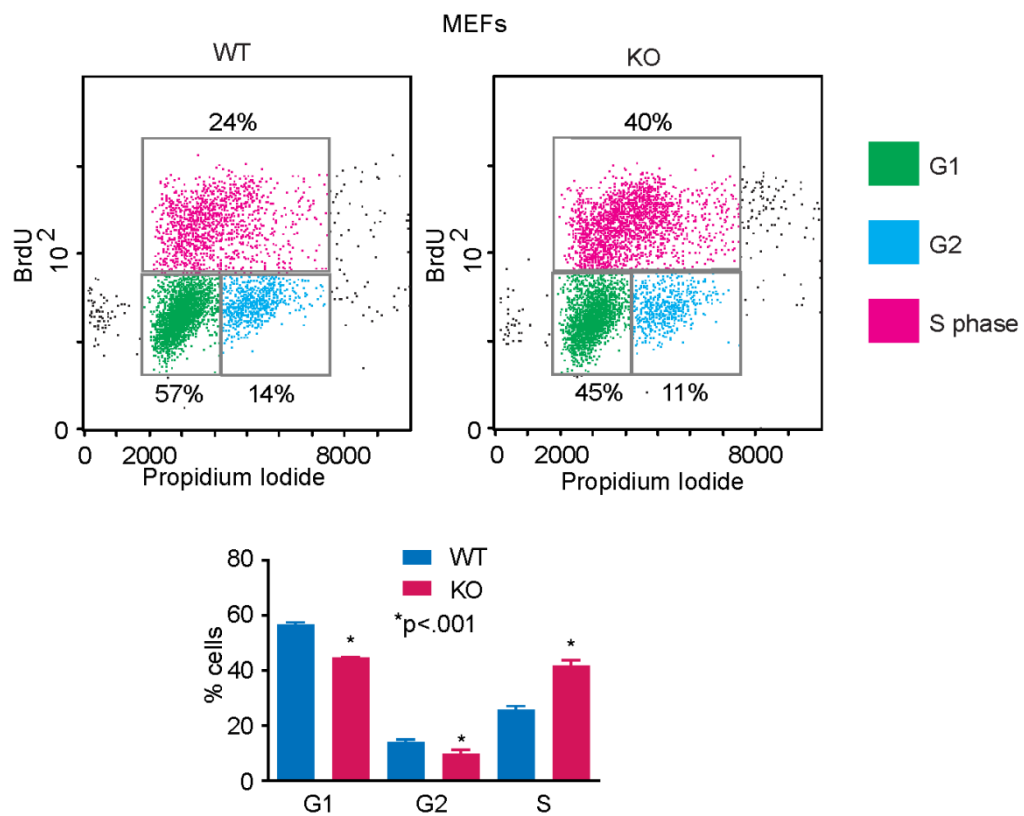 MEFs
WT
KO
24%
40%
BrdU
10 2
0
57%
14%
0 2000 8000
Propidium Iodide
BrdU
10 2
0
45%
11%
0 2000 8000
Propidium Iodide
G1
G2
S phase
WT
KO
*p<.001
% cells
80
60
40
20
0
*
*
*
G1 G2 S